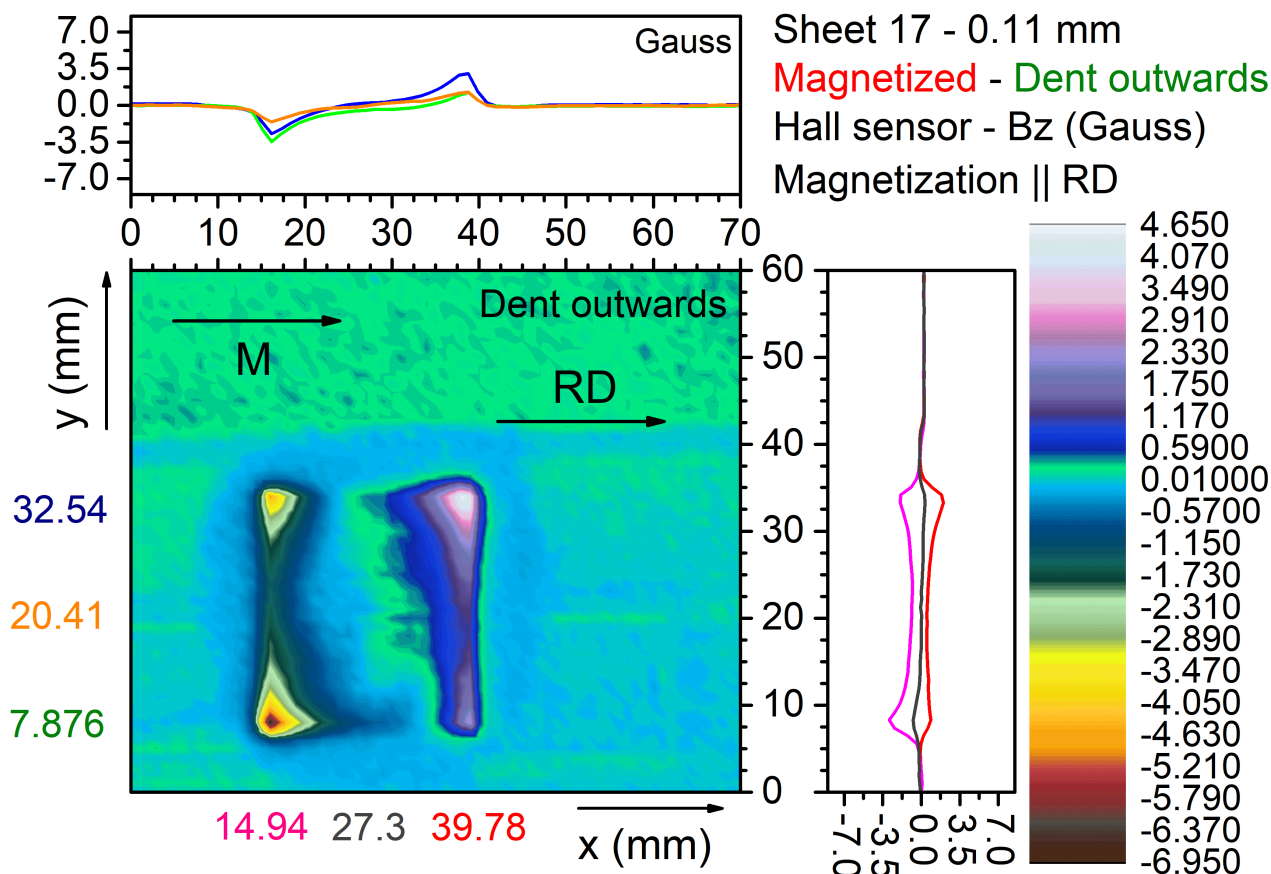 7.0
3.5
0.0
-3.5
-7.0
Gauss
0 10 20 30 40 50 60 70
Sheet 17 - 0.11 mm
Magnetized - Dent outwards
Hall sensor - Bz (Gauss)
Magnetization || RD
y (mm)
32.54
20.41
7.876
Dent outwards
M
RD
60
50
40
30
20
10
0
14.94 27.3 39.78
x (mm)
-7.0 -3.5 0.0 3.5 7.0
4.650
4.070
3.490
2.910
2.330
1.750
1.170
0.5900
0.01000
-0.5700
-1.150
-1.730
-2.310
-2.890
-3.470
-4.050
-4.630
-5.210
-5.790
-6.370
-6.950